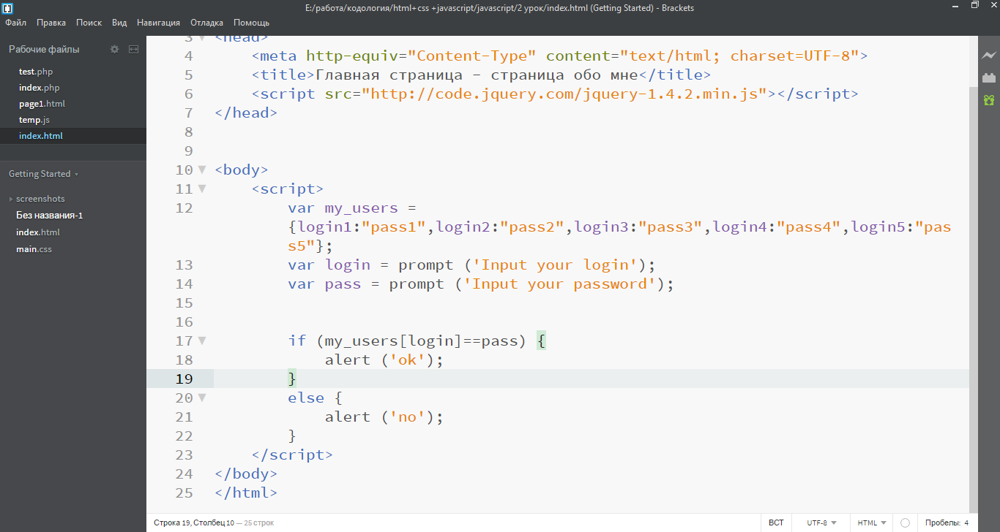 E:/работа/кодология/html+css +javascript/javascript/2 урок/index.html (Getting Started) - Brackets
Файл Правка Поиск Вид Навигация Отладка Помощь
Рабочие файлы
test.php
index.php
page1.html
temp.js
index.html
Getting Started
screenshots
Без названия-1
index.html
main.css
3 <head>
4 <meta http-equiv="Content-Type" content="text/html; charset=UTF-8">
5 <title>Главная страница - страница обо мне</title>
6 <script src="http://code.jquery.com/jquery-1.4.2.min.js"></script>
7 </head>
8
9
10 <body>
11 <script>
12 var my_users =
{login1:"pass1",login2:"pass2",login3:"pass3",login4:"pass4",login5:"pas
s5"};
13 var login = prompt ('Input your login');
14 var pass = prompt ('Input your password');
15
16
17 if (my_users[login]==pass) {
18 alert ('ok');
19 }
20 else {
21 alert ('no');
22 }
23 </script>
24 </body>
25 </html>
Строка 19, Столбец 10 — 25 строк
ВСТ UTF-8 HTML Пробелы: 4